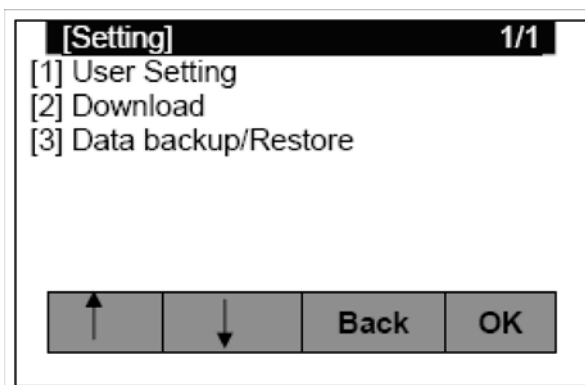 [Setting] 1/1
[1] User Setting
[2] Download
[3] Data backup/Restore
↑ ↓ Back OK